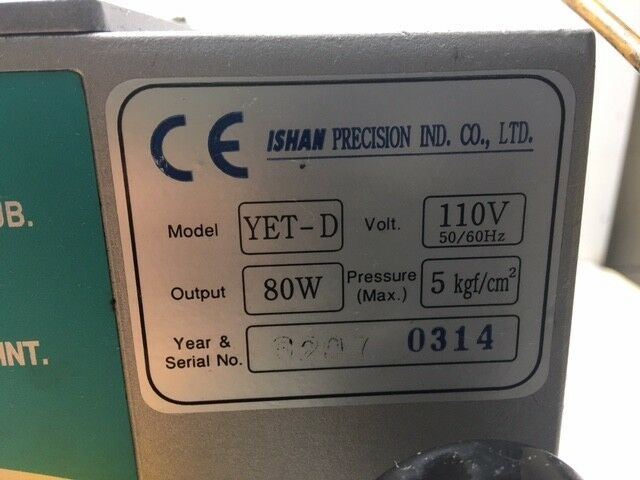 CE ISHAN PRECISION IND. CO., LTD.
Model YET-D Volt. 110V 50/60Hz
Output 80W Pressure (Max.) 5 kgf/cm²
Year & Serial No. 0314
UB.
INT.